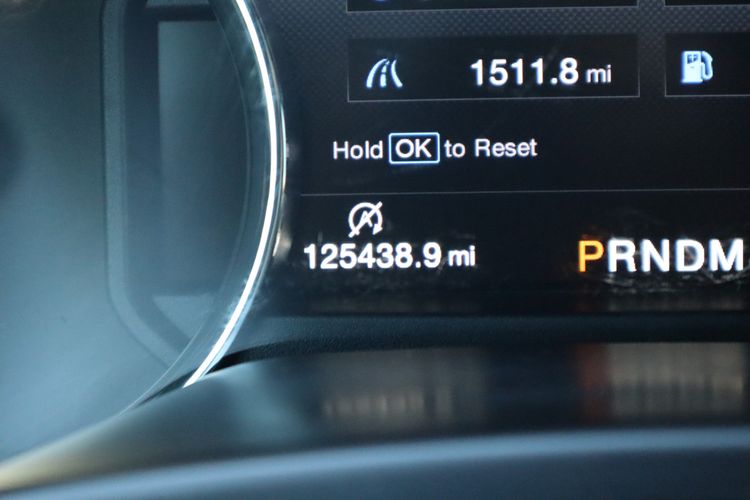 1511.8 mi
Hold OK to Reset
125438.9 mi
PRNDM